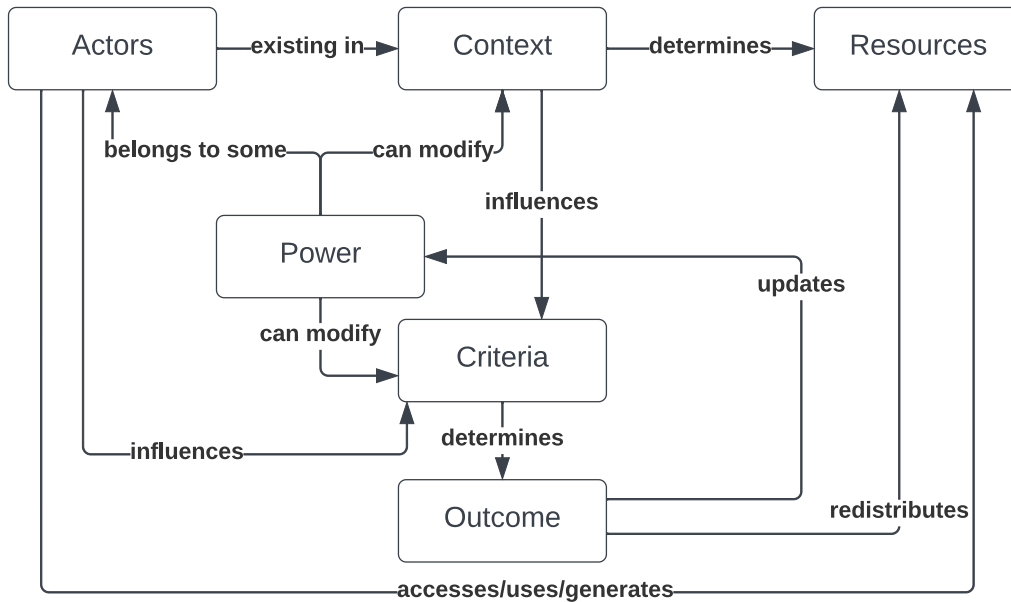 Actors
existing in
Context
determines
Resources
belongs to some
can modify
influences
Power
updates
can modify
Criteria
determines
influences
Outcome
redistributes
accesses/uses/generates